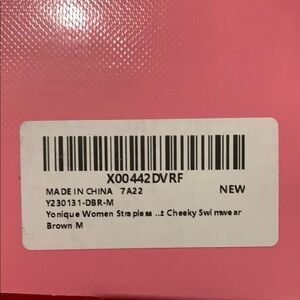 X00442DVRF
MADE IN CHINA 7A22 NEW
Y230131-DBR-M
Yonique Women Strapless ..t Cheeky Swimwear
Brown M